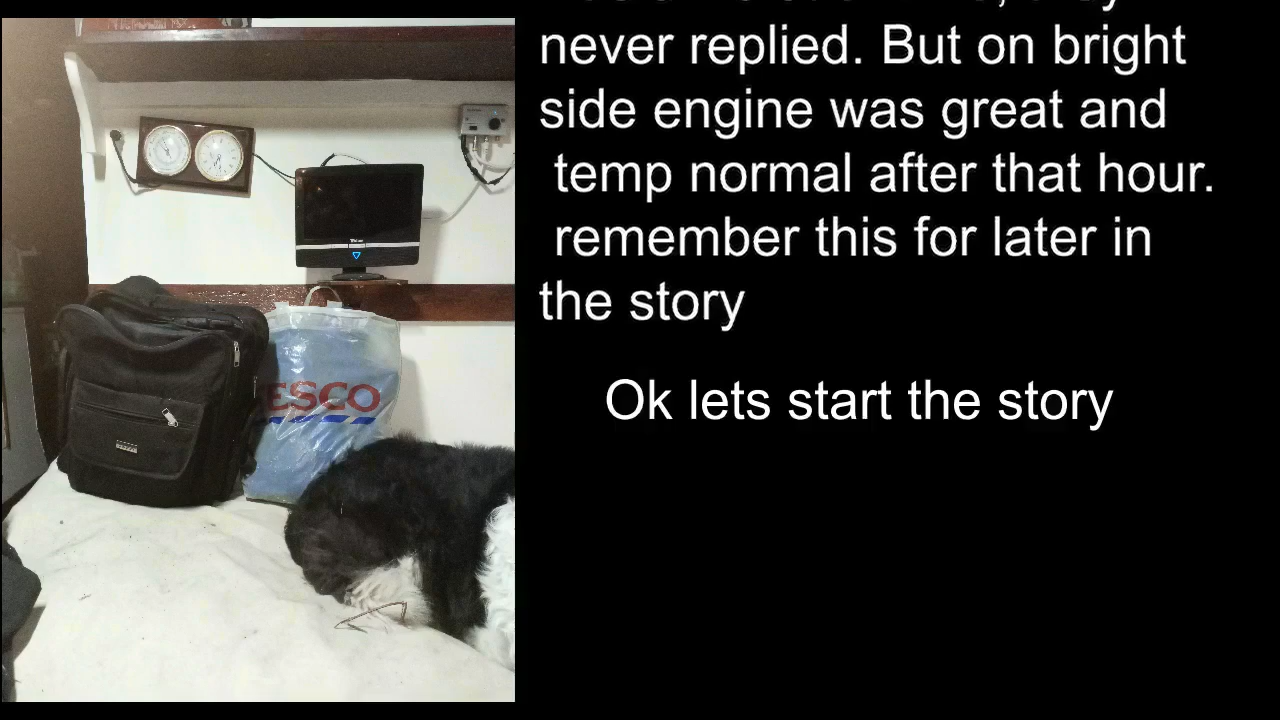 never replied. But on bright
side engine was great and
temp normal after that hour.
remember this for later in
the story
Ok lets start the story
TESCO